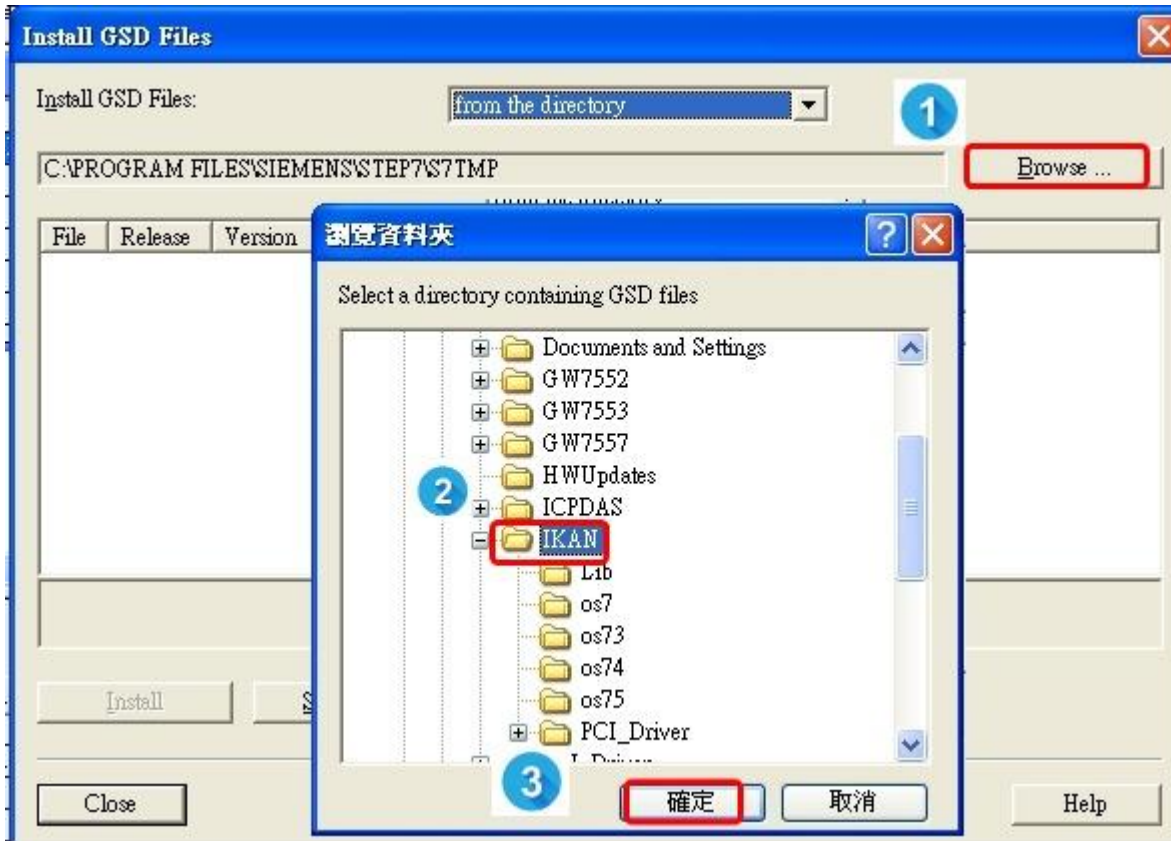 Install GSD Files
Install GSD Files:
from the directory
1
C:\PROGRAM FILES\SIEMENS\STEP7\S7TMP
Browse ...
File Release Version
瀏覽資料夾
Select a directory containing GSD files
Documents and Settings
GW7552
GW7553
GW7557
HWUpdates
2
ICPDAS
IKAN
Lib
os7
os73
os74
os75
PCI_Driver
Install
3
確定
取消
Close
Help